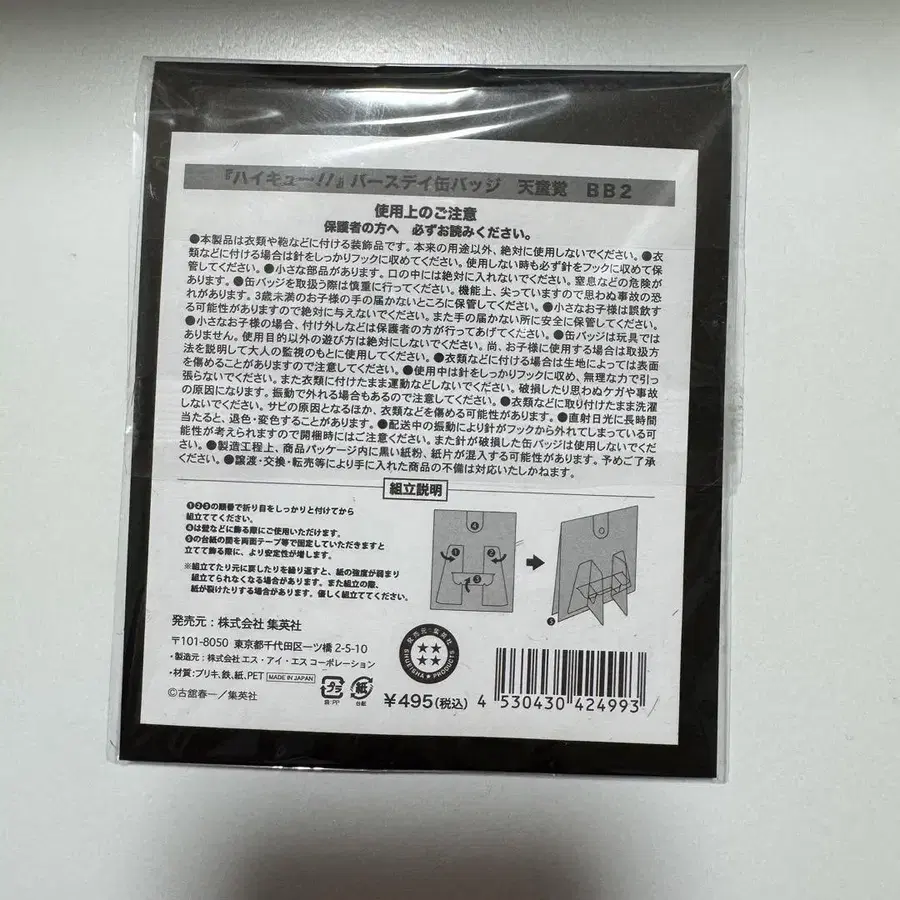 『ハイキュー!!』バースデイ缶バッジ 天童覚 BB2
使用上のご注意
保護者の方へ 必ずお読みください。
●本製品は衣類や鞄などに付ける装飾品です。本来の用途以外、絶対に使用しないでください。●衣
類などに付ける場合は針をしっかりフックに収めて使用ください。使用しない時も必ず針をフックに収めて保
管してください。●小さな部品があります。口の中には絶対に入れないでください。窒息などの危険が
あります。●缶バッジを取扱う際は慎重に行ってください。機能上、尖っていますので思わぬ事故の恐
れがあります。3歳未満のお子様の手の届かないところに保管してください。●小さなお子様は誤飲す
る可能性がありますので絶対に与えないでください。また手の届かない所に安全に保管してください。
●小さなお子様の場合、付け外しなどは保護者の方が行ってあげてください。●缶バッジは玩具では
ありません。使用目的以外の遊び方は絶対にしないでください。尚、お子様に使用する場合は取扱方
法を説明して大人の監視のもとに使用してください。●衣類などに付ける場合は生地によっては表面
を傷めることがありますので注意してください。●使用中は針をしっかりフックに収め、無理な力で引っ
張らないでください。また衣類に付けたまま運動などしないでください。破損したり思わぬケガや事故
の原因になります。振動で外れる場合もあるので注意してください。●衣類などに取り付けたまま洗濯
しないでください。サビの原因となるほか、衣類などを傷める可能性があります。●直射日光に長時間
当たると、退色・変色することがあります。●配送中の振動により針がフックから外れてしまっている可
能性が考えられますので開梱時にはご注意ください。また針が破損した缶バッジは使用しないでくだ
さい。●製造工程上、商品パッケージ内に黒い紙粉、紙片が混入する可能性があります。予めご了承
ください。●譲渡・交換・転売等により手に入れた商品の不備は対応いたしかねます。
組立説明
❶❷❸の順番で折り目をしっかりと付けてから
組立ててください。
❹は壁などに飾る際にご使用いただけます。
❺の台紙の間を両面テープ等で固定していただきますと
立てて飾る際に、より安定性が増します。
※組立てたり元に戻したりを繰り返すと、紙の強度が弱まり
組立てられなくなる場合があります。また組立の際、
紙が裂けたりする場合があります。優しく組立ててください。
❹
❶ ❷
❸
❺
発売元:株式会社 集英社
〒101-8050 東京都千代田区一ツ橋 2-5-10
・製造元:株式会社 エス・アイ・エス コーポレーション
・材質:ブリキ、鉄、紙、PET MADE IN JAPAN
©古舘春一／集英社
発売元:集英社
SHUEISHA PRODUCTS
プラ
袋:PP
紙
台紙
¥495(税込)
4 530430 424993